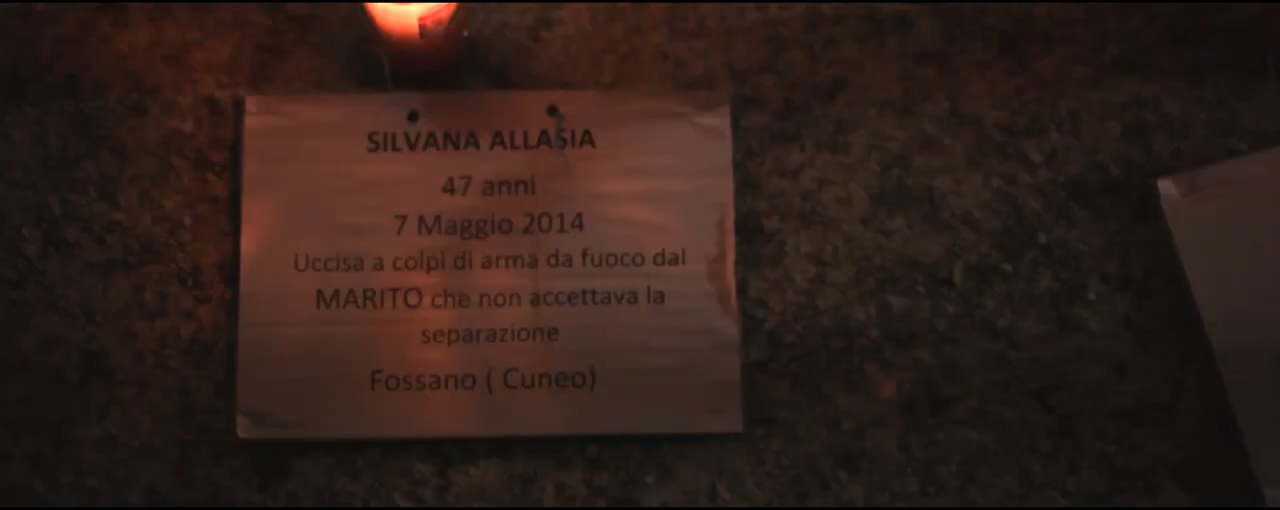 SILVANA ALLASIA
47 anni
7 Maggio 2014
Uccisa a colpi di arma da fuoco dal
MARITO che non accettava la
separazione
Fossano ( Cuneo)